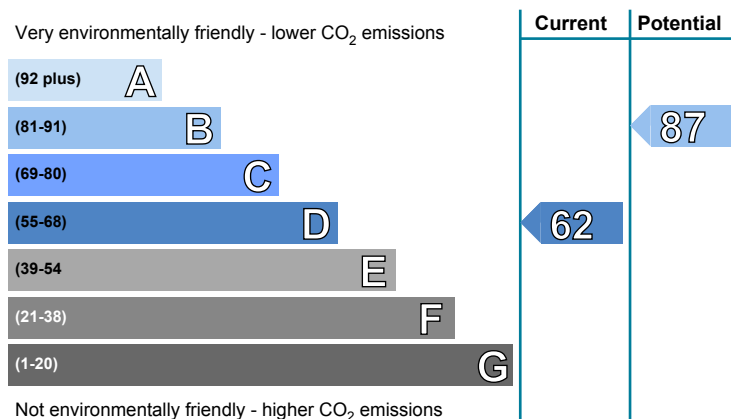 Current Potential
Very environmentally friendly - lower CO2 emissions
(92 plus) A
(81-91) B 87
(69-80) C
(55-68) D 62
(39-54 E
(21-38) F
(1-20) G
Not environmentally friendly - higher CO2 emissions